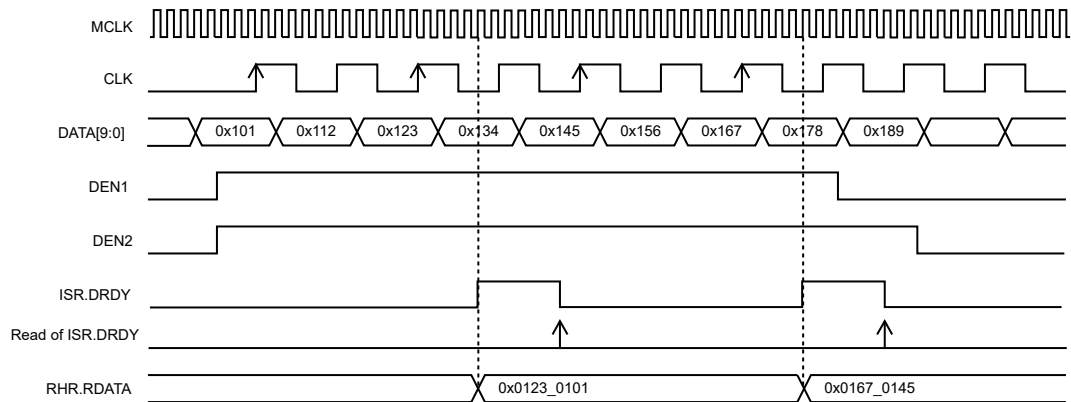 MCLK
CLK
DATA[9:0] 0x101 0x112 0x123 0x134 0x145 0x156 0x167 0x178 0x189
DEN1
DEN2
ISR.DRDY
Read of ISR.DRDY
RHR.RDATA 0x0123_0101 0x0167_0145